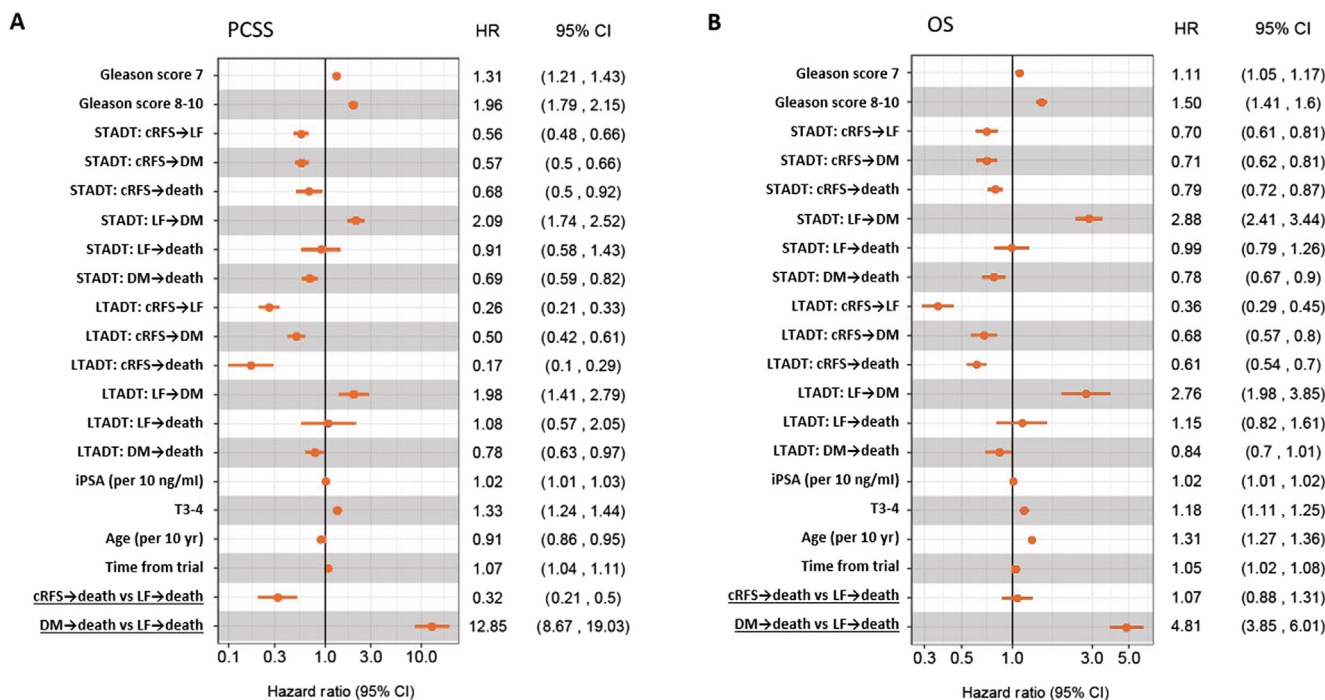 A PCSS HR 95% CI
Gleason score 7 1.31 (1.21 , 1.43)
Gleason score 8-10 1.96 (1.79 , 2.15)
STADT: cRFS→LF 0.56 (0.48 , 0.66)
STADT: cRFS→DM 0.57 (0.5 , 0.66)
STADT: cRFS→death 0.68 (0.5 , 0.92)
STADT: LF→DM 2.09 (1.74 , 2.52)
STADT: LF→death 0.91 (0.58 , 1.43)
STADT: DM→death 0.69 (0.59 , 0.82)
LTADT: cRFS→LF 0.26 (0.21 , 0.33)
LTADT: cRFS→DM 0.50 (0.42 , 0.61)
LTADT: cRFS→death 0.17 (0.1 , 0.29)
LTADT: LF→DM 1.98 (1.41 , 2.79)
LTADT: LF→death 1.08 (0.57 , 2.05)
LTADT: DM→death 0.78 (0.63 , 0.97)
iPSA (per 10 ng/ml) 1.02 (1.01 , 1.03)
T3-4 1.33 (1.24 , 1.44)
Age (per 10 yr) 0.91 (0.86 , 0.95)
Time from trial 1.07 (1.04 , 1.11)
cRFS→death vs LF→death 0.32 (0.21 , 0.5)
DM→death vs LF→death 12.85 (8.67 , 19.03)
0.1 0.3 1.0 3.0 10.0
Hazard ratio (95% CI)
B OS HR 95% CI
Gleason score 7 1.11 (1.05 , 1.17)
Gleason score 8-10 1.50 (1.41 , 1.6)
STADT: cRFS→LF 0.70 (0.61 , 0.81)
STADT: cRFS→DM 0.71 (0.62 , 0.81)
STADT: cRFS→death 0.79 (0.72 , 0.87)
STADT: LF→DM 2.88 (2.41 , 3.44)
STADT: LF→death 0.99 (0.79 , 1.26)
STADT: DM→death 0.78 (0.67 , 0.9)
LTADT: cRFS→LF 0.36 (0.29 , 0.45)
LTADT: cRFS→DM 0.68 (0.57 , 0.8)
LTADT: cRFS→death 0.61 (0.54 , 0.7)
LTADT: LF→DM 2.76 (1.98 , 3.85)
LTADT: LF→death 1.15 (0.82 , 1.61)
LTADT: DM→death 0.84 (0.7 , 1.01)
iPSA (per 10 ng/ml) 1.02 (1.01 , 1.02)
T3-4 1.18 (1.11 , 1.25)
Age (per 10 yr) 1.31 (1.27 , 1.36)
Time from trial 1.05 (1.02 , 1.08)
cRFS→death vs LF→death 1.07 (0.88 , 1.31)
DM→death vs LF→death 4.81 (3.85 , 6.01)
0.3 0.5 1.0 3.0 5.0
Hazard ratio (95% CI)